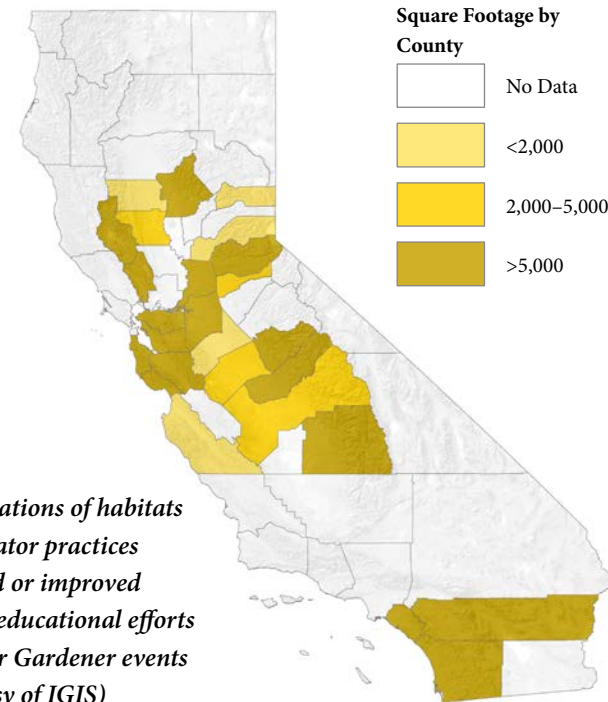 Square Footage by
County
No Data
<2,000
2,000–5,000
>5,000
ations of habitats
ator practices
d or improved
educational efforts
r Gardener events
sy of IGIS)